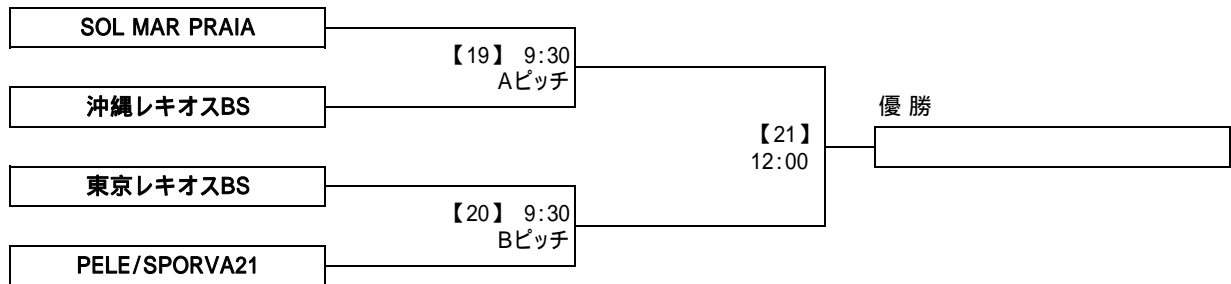 SOL MAR PRAIA
【19】 9:30
Aピッチ
沖縄レキオスBS
優 勝
【21】
12:00
東京レキオスBS
【20】 9:30
Bピッチ
PELE/SPORVA21